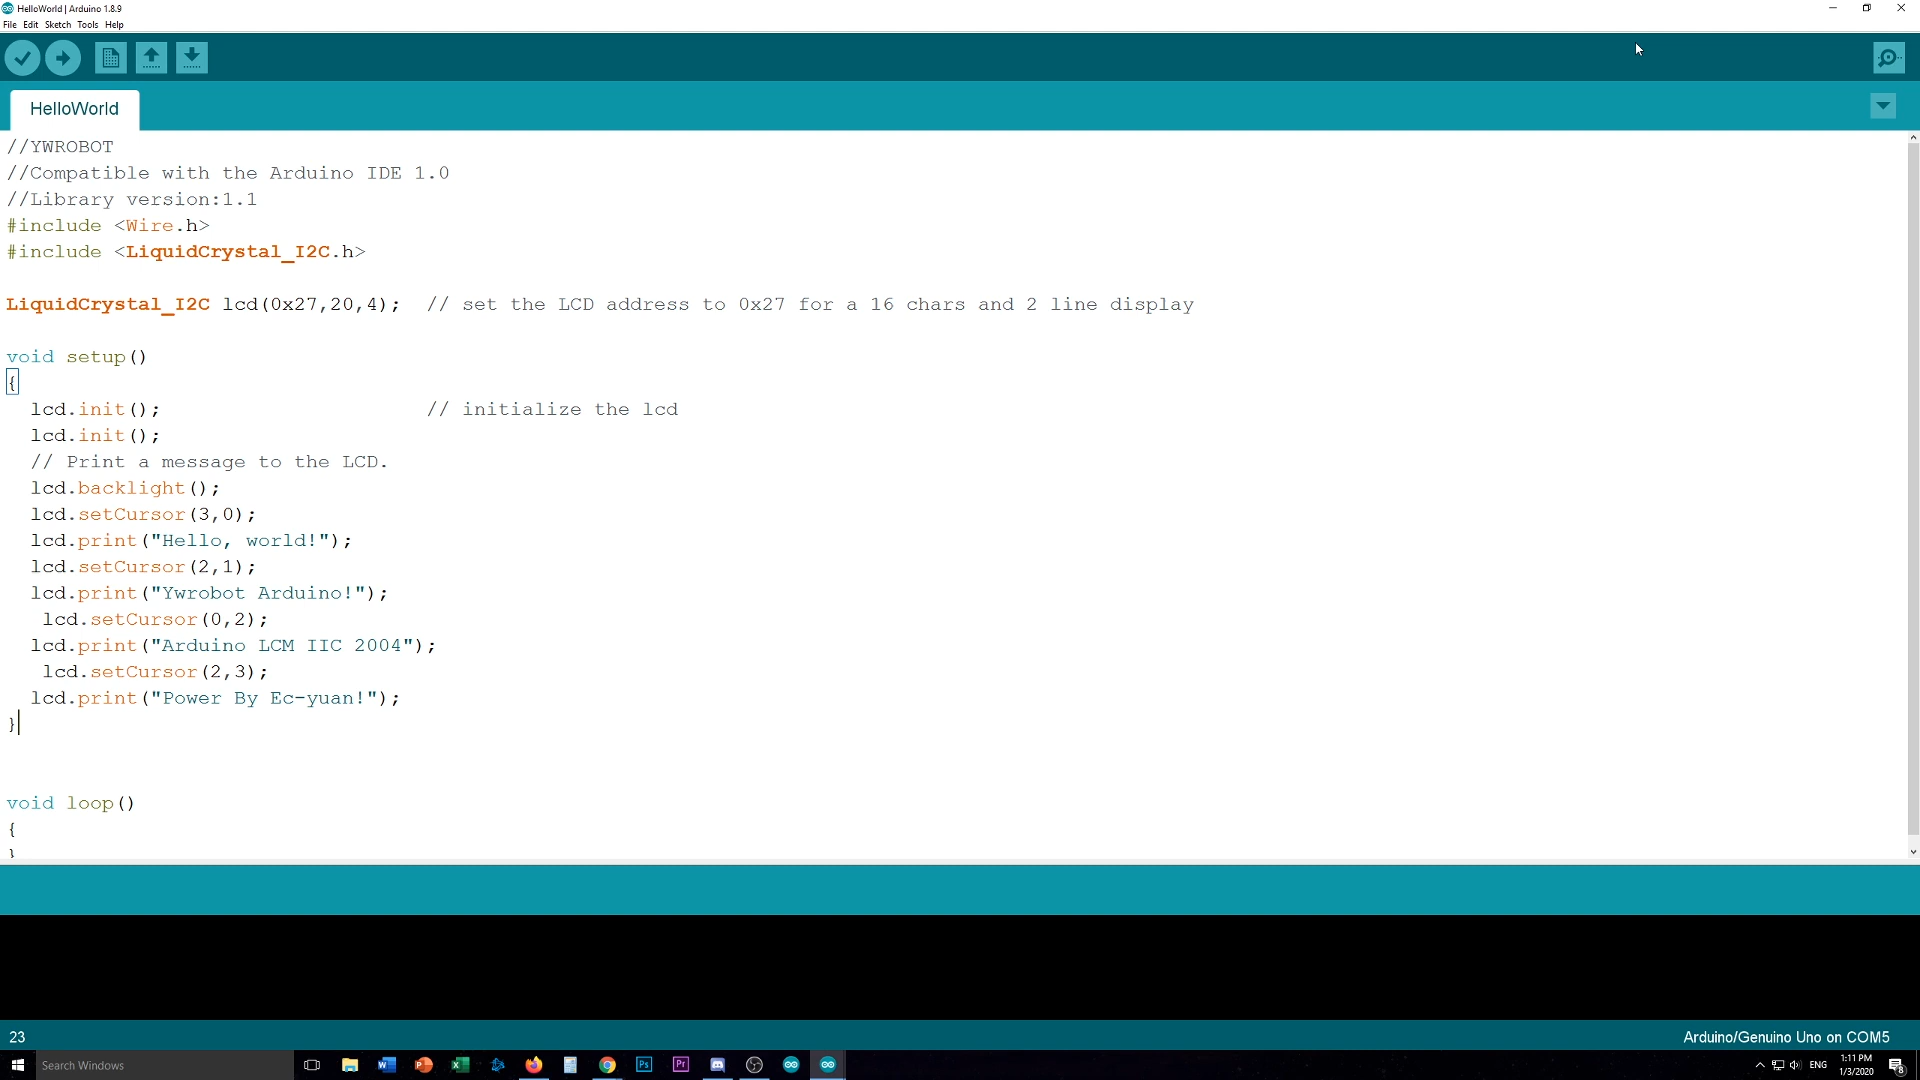 HelloWorld | Arduino 1.8.9
File Edit Sketch Tools Help
HelloWorld
//YWROBOT
//Compatible with the Arduino IDE 1.0
//Library version:1.1
#include <Wire.h>
#include <LiquidCrystal_I2C.h>
LiquidCrystal_I2C lcd(0x27,20,4);  // set the LCD address to 0x27 for a 16 chars and 2 line display
void setup()
{
  lcd.init();                      // initialize the lcd
  lcd.init();
  // Print a message to the LCD.
  lcd.backlight();
  lcd.setCursor(3,0);
  lcd.print("Hello, world!");
  lcd.setCursor(2,1);
  lcd.print("Ywrobot Arduino!");
   lcd.setCursor(0,2);
  lcd.print("Arduino LCM IIC 2004");
   lcd.setCursor(2,3);
  lcd.print("Power By Ec-yuan!");
}
void loop()
{
}
23
Arduino/Genuino Uno on COM5
Search Windows
Ps
Pr
ENG
1:11 PM
1/3/2020
8